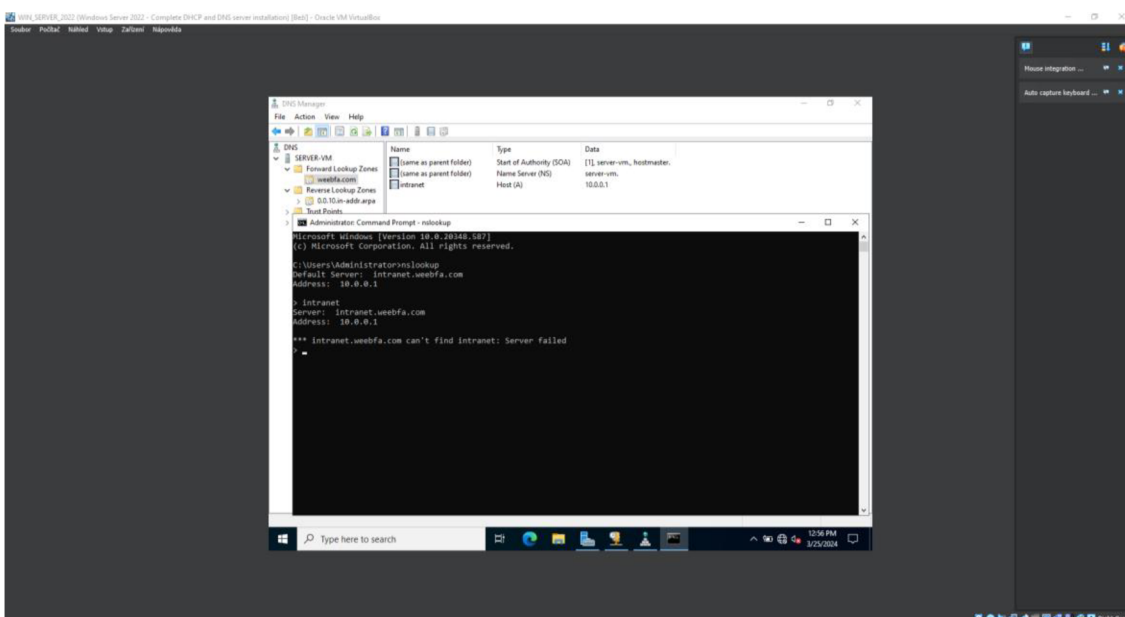 WIN_SERVER_2022 (Windows Server 2022 - Complete DHCP and DNS server installation) [Beží] - Oracle VM VirtualBox
Soubor Počítač Náhled Vstup Zařízení Nápověda
Mouse integration ...
Auto capture keyboard ...
DNS Manager
File Action View Help
DNS
SERVER-VM
Forward Lookup Zones
weebfa.com
Reverse Lookup Zones
0.0.10.in-addr.arpa
Trust Points
Name Type Data
(same as parent folder) Start of Authority (SOA) [1], server-vm., hostmaster.
(same as parent folder) Name Server (NS) server-vm.
intranet Host (A) 10.0.0.1
Administrator: Command Prompt - nslookup
Microsoft Windows [Version 10.0.20348.587]
(c) Microsoft Corporation. All rights reserved.
C:\Users\Administrator>nslookup
Default Server: intranet.weebfa.com
Address: 10.0.0.1
> intranet
Server: intranet.weebfa.com
Address: 10.0.0.1
*** intranet.weebfa.com can't find intranet: Server failed
>
Type here to search
12:56 PM
3/25/2024